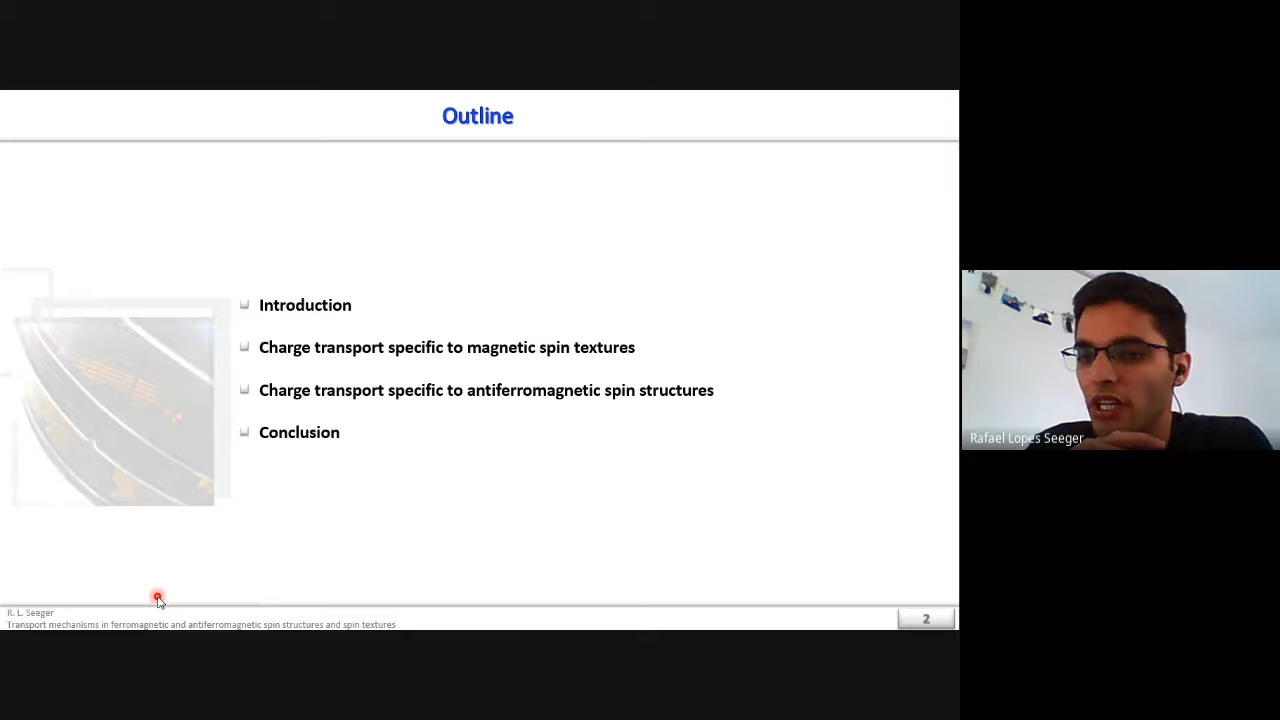 Outline
Introduction
Charge transport specific to magnetic spin textures
Charge transport specific to antiferromagnetic spin structures
Conclusion
R. L. Seeger
Transport mechanisms in ferromagnetic and antiferromagnetic spin structures and spin textures
2
Rafael Lopes Seeger